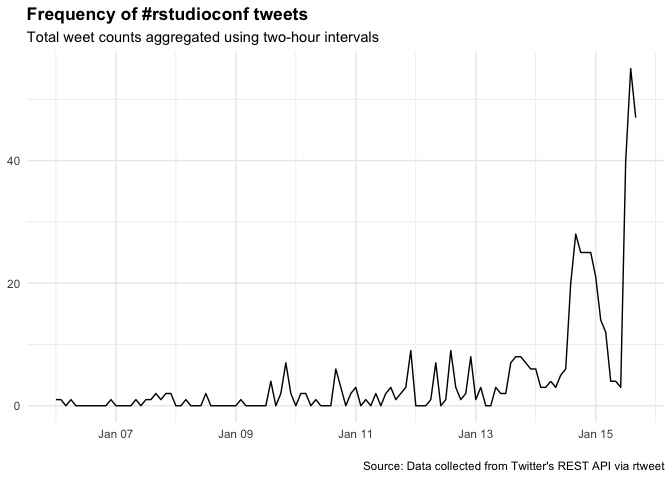 Frequency of #rstudioconf tweets
Total weet counts aggregated using two-hour intervals
40
20
0
Jan 07 Jan 09 Jan 11 Jan 13 Jan 15
Source: Data collected from Twitter's REST API via rtweet